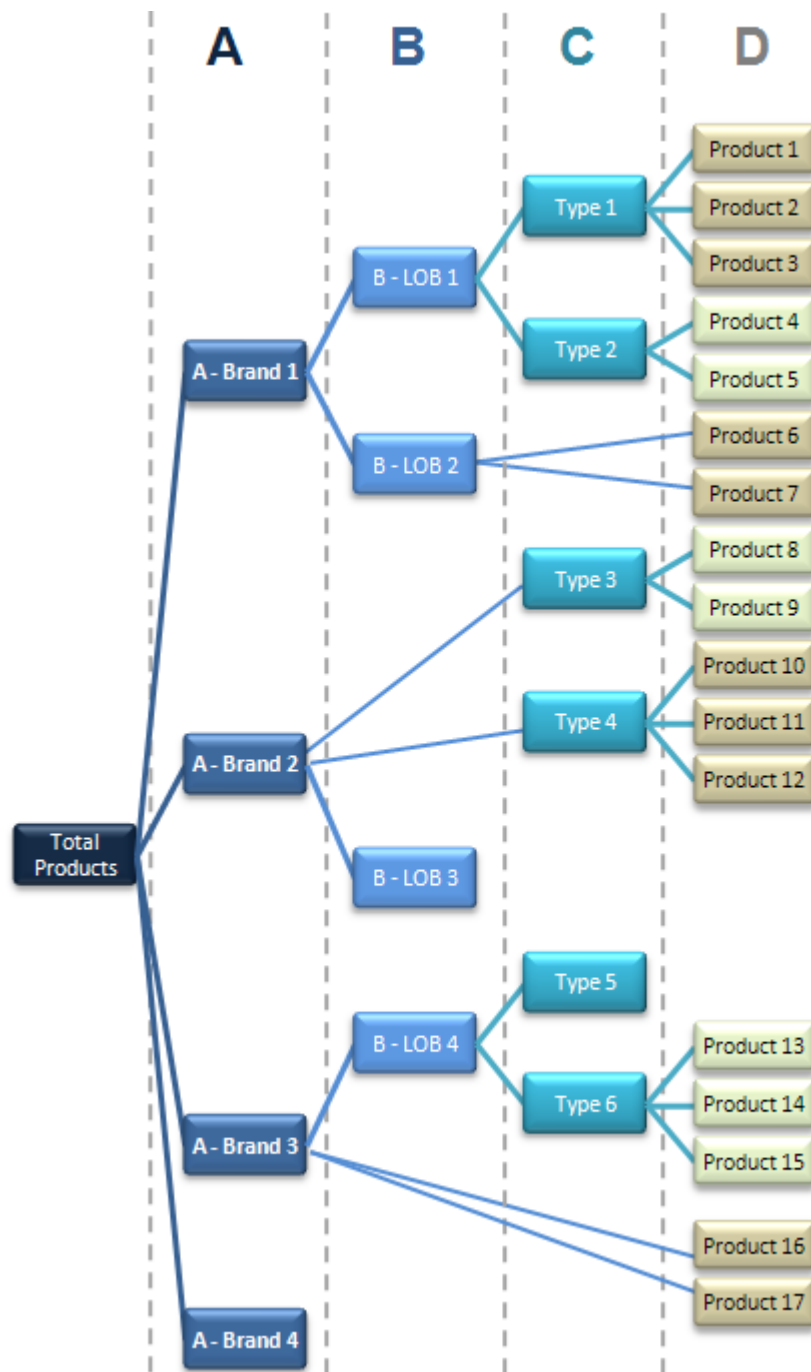 A
B
C
D
Product 1
Type 1
Product 2
Product 3
B - LOB 1
Product 4
Type 2
Product 5
A - Brand 1
Product 6
B - LOB 2
Product 7
Product 8
Type 3
Product 9
Product 10
Type 4
Product 11
A - Brand 2
Product 12
Total
Products
B - LOB 3
Type 5
B - LOB 4
Product 13
Type 6
Product 14
A - Brand 3
Product 15
Product 16
Product 17
A - Brand 4